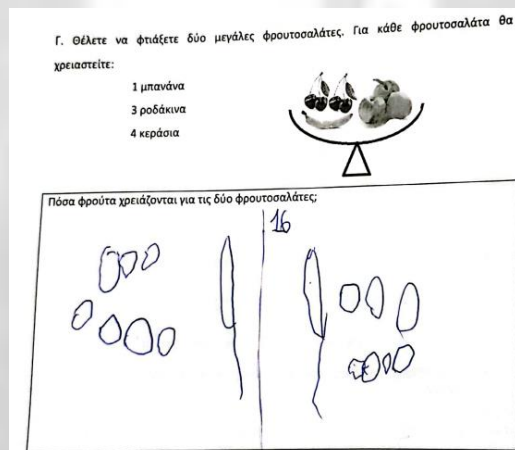 Γ. Θέλετε να φτιάξετε δύο μεγάλες φρουτοσαλάτες. Για κάθε φρουτοσαλάτα θα
χρειαστείτε:
1 μπανάνα
3 ροδάκινα
4 κεράσια
Πόσα φρούτα χρειάζονται για τις δύο φρουτοσαλάτες;
16